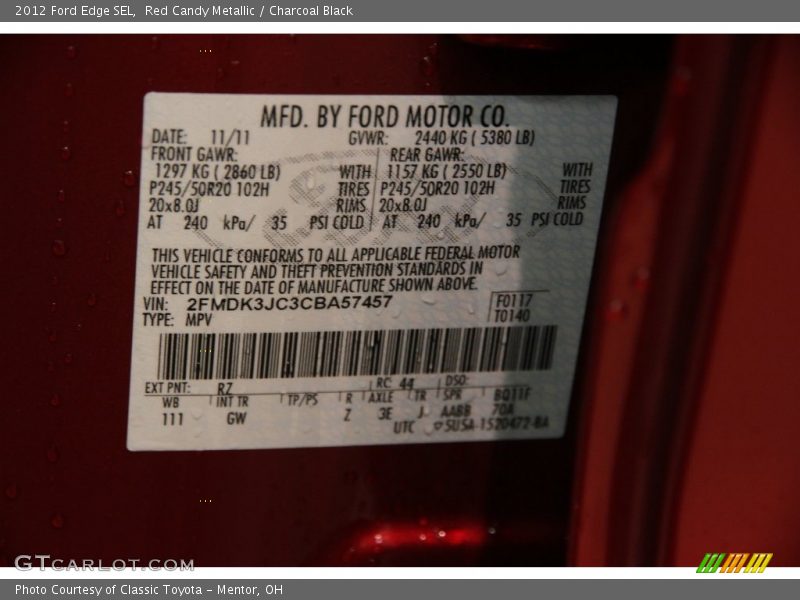 2012 Ford Edge SEL, Red Candy Metallic / Charcoal Black
MFD. BY FORD MOTOR CO.
DATE: 11/11 GVWR: 2440 KG ( 5380 LB)
FRONT GAWR: REAR GAWR:
1297 KG ( 2860 LB) WITH 1157 KG ( 2550 LB) WITH
P245/50R20 102H TIRES P245/50R20 102H TIRES
20x8.0J RIMS 20x8.0J RIMS
AT 240 kPa/ 35 PSI COLD AT 240 kPa/ 35 PSI COLD
THIS VEHICLE CONFORMS TO ALL APPLICABLE FEDERAL MOTOR
VEHICLE SAFETY AND THEFT PREVENTION STANDARDS IN
EFFECT ON THE DATE OF MANUFACTURE SHOWN ABOVE.
VIN: 2FMDK3JC3CBA57457 F0117
TYPE: MPV T0140
EXT PNT: RZ RC: 44 DSO:
WB INT TR TP/PS R AXLE TR SPR BQ11F
111 GW Z 3E J AABB 70A
UTC 5USA-1520472-BA
GTCARLOT.COM
Photo Courtesy of Classic Toyota - Mentor, OH